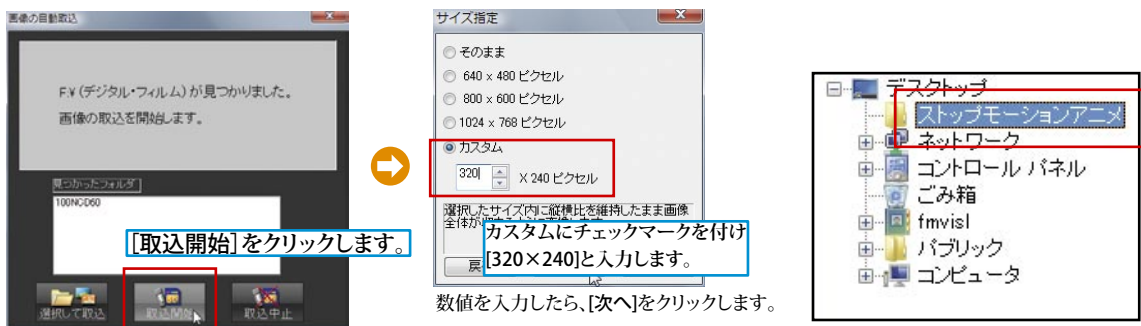 画像の自動取込
F:¥ (デジタル・フィルム) が見つかりました。
画像の取込を開始します。
見つかったフォルダ
100NCD60
[取込開始]をクリックします。
選択して取込
取込開始
取込中止
サイズ指定
そのまま
640 x 480 ピクセル
800 x 600 ピクセル
1024 x 768 ピクセル
カスタム
320 X 240 ピクセル
選択したサイズ内に縦横比を維持したまま画像
全体が
カスタムにチェックマークを付け
[320×240]と入力します。
戻
数値を入力したら、[次へ]をクリックします。
デスクトップ
ストップモーションアニメ
ネットワーク
コントロール パネル
ごみ箱
fmvisl
パブリック
コンピュータ